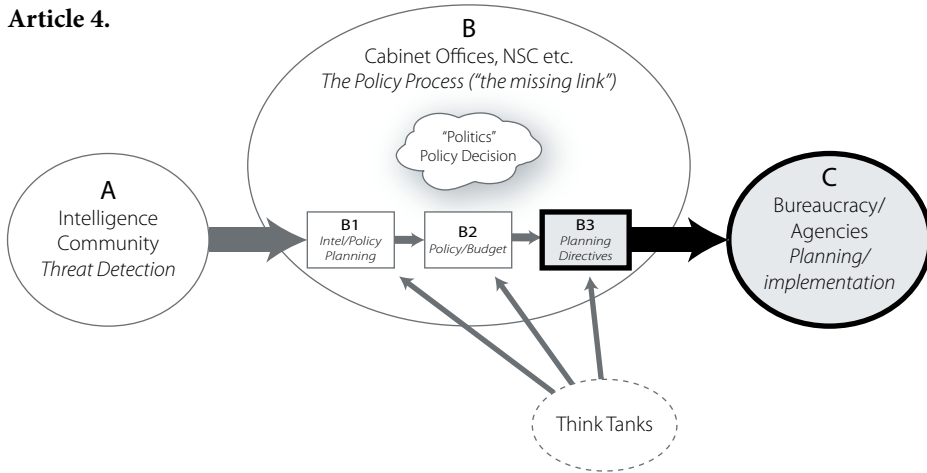 Article 4.
B
Cabinet Offices, NSC etc.
The Policy Process (“the missing link”)
“Politics”
Policy Decision
A
Intelligence
Community
Threat Detection
B1
Intel/Policy
Planning
B2
Policy/Budget
B3
Planning
Directives
C
Bureaucracy/
Agencies
Planning/
implementation
Think Tanks